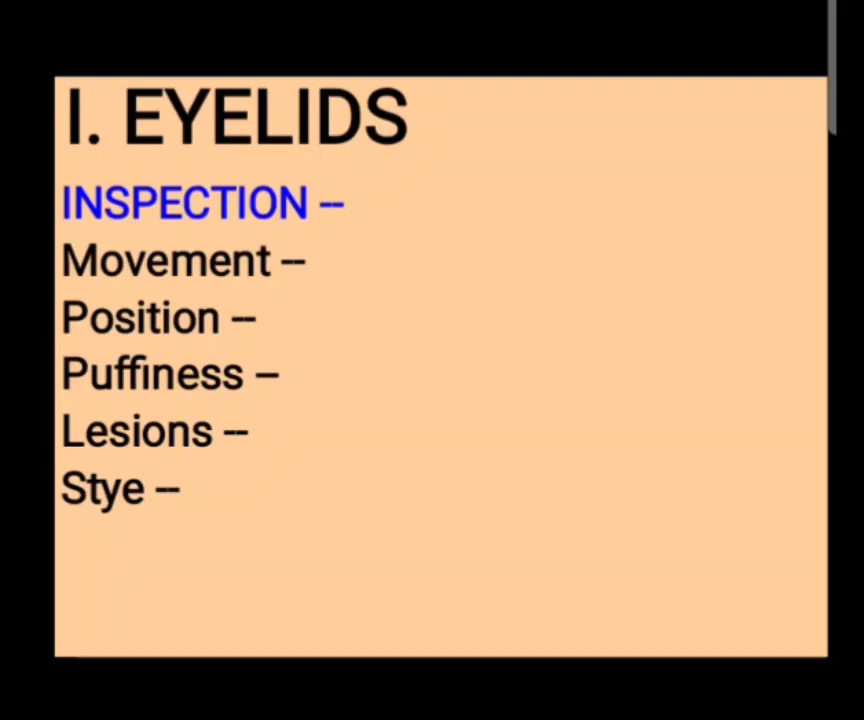 I. EYELIDS
INSPECTION --
Movement --
Position --
Puffiness –
Lesions --
Stye --